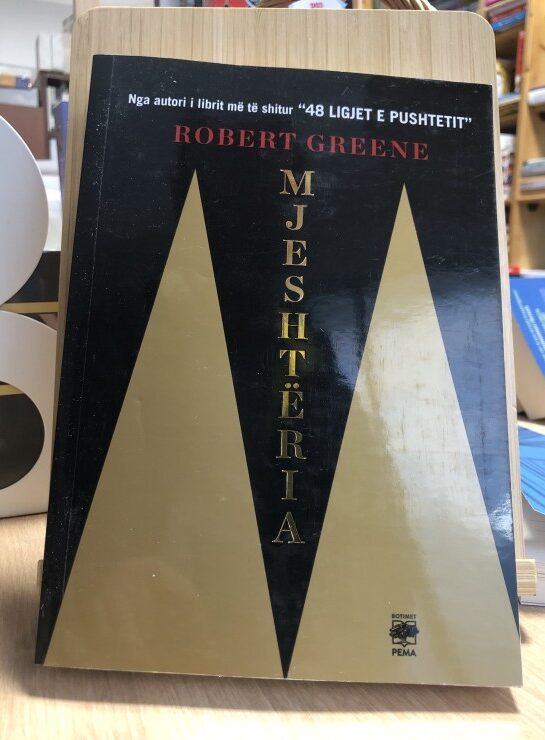 Nga autori i librit më të shitur "48 LIGJET E PUSHTETIT"
ROBERT GREENE
MJESHTËRIA
BOTIMET
PEMA